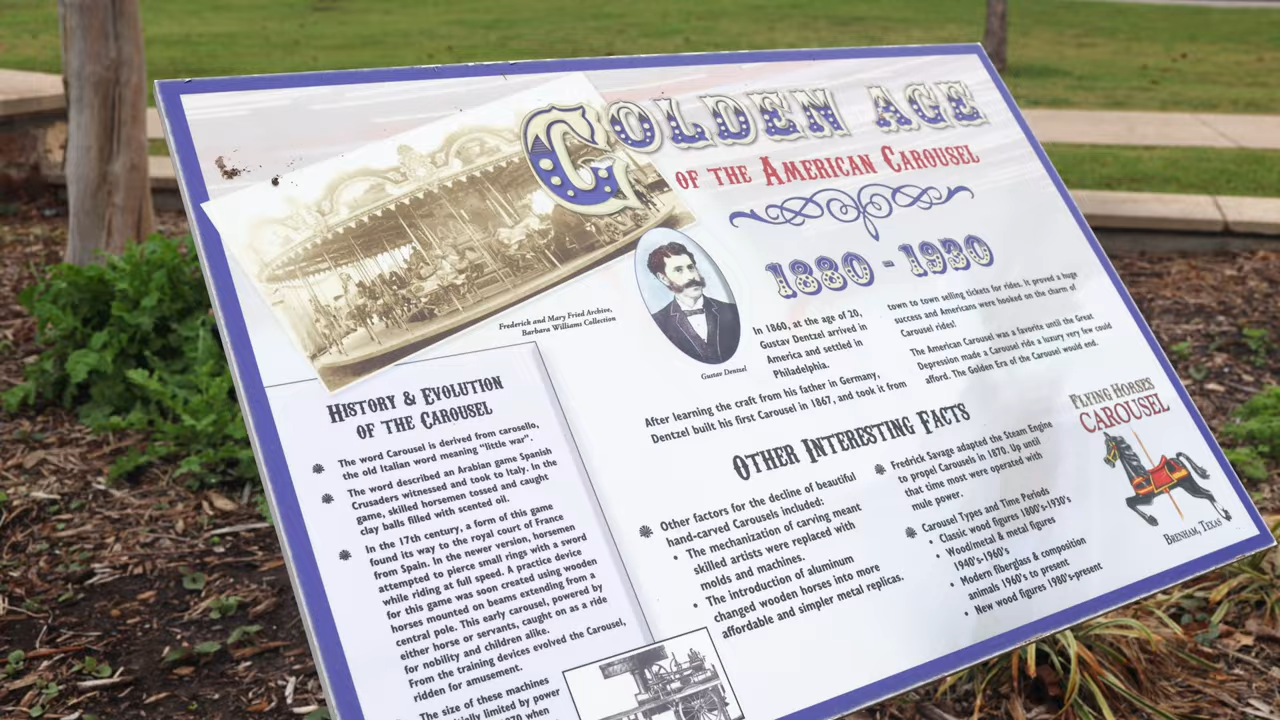 GOLDEN AGE
OF THE AMERICAN CAROUSEL
1880 - 1930
Frederick and Mary Fried Archive,
Barbara Williams Collection
Gustav Dentzel
In 1860, at the age of 20,
Gustav Dentzel arrived in
America and settled in
Philadelphia.
After learning the craft from his father in Germany,
Dentzel built his first Carousel in 1867, and took it from
town to town selling tickets for rides. It proved a huge
success and Americans were hooked on the charm of
Carousel rides!
The American Carousel was a favorite until the Great
Depression made a Carousel ride a luxury very few could
afford. The Golden Era of the Carousel would end.
HISTORY & EVOLUTION
OF THE CAROUSEL
The word Carousel is derived from carosello,
the old Italian word meaning "little war".
The word described an Arabian game Spanish
Crusaders witnessed and took to Italy. In the
game, skilled horsemen tossed and caught
clay balls filled with scented oil.
In the 17th century, a form of this game
found its way to the royal court of France
from Spain. In the newer version, horsemen
attempted to pierce small rings with a sword
while riding at full speed. A practice device
for this game was soon created using wooden
horses mounted on beams extending from a
central pole. This early carousel, powered by
either horse or servants, caught on as a ride
for nobility and children alike.
From the training devices evolved the Carousel,
ridden for amusement.
The size of these machines
limited by power
when
OTHER INTERESTING FACTS
Other factors for the decline of beautiful
hand-carved Carousels included:
• The mechanization of carving meant
skilled artists were replaced with
molds and machines.
• The introduction of aluminum
changed wooden horses into more
affordable and simpler metal replicas.
Fredrick Savage adapted the Steam Engine
to propel Carousels in 1870. Up until
that time most were operated with
mule power.
Carousel Types and Time Periods
• Classic wood figures 1800's-1930's
• Wood/metal & metal figures
1940's-1960's
• Modern fiberglass & composition
animals 1960's to present
• New wood figures 1980's-present
FLYING HORSES
CAROUSEL
BRENHAM, TEXAS